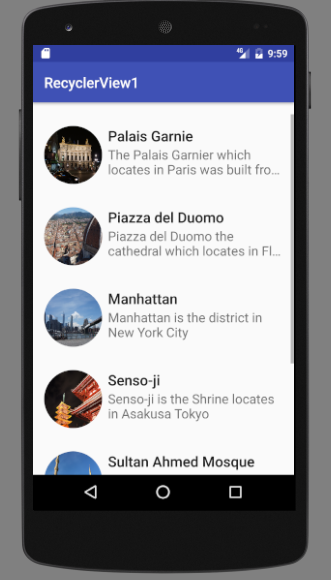 4G 9:59
RecyclerView1
Palais Garnie
The Palais Garnier which
locates in Paris was built fro...
Piazza del Duomo
Piazza del Duomo the
cathedral which locates in Fl...
Manhattan
Manhattan is the district in
New York City
Senso-ji
Senso-ji is the Shrine locates
in Asakusa Tokyo
Sultan Ahmed Mosque